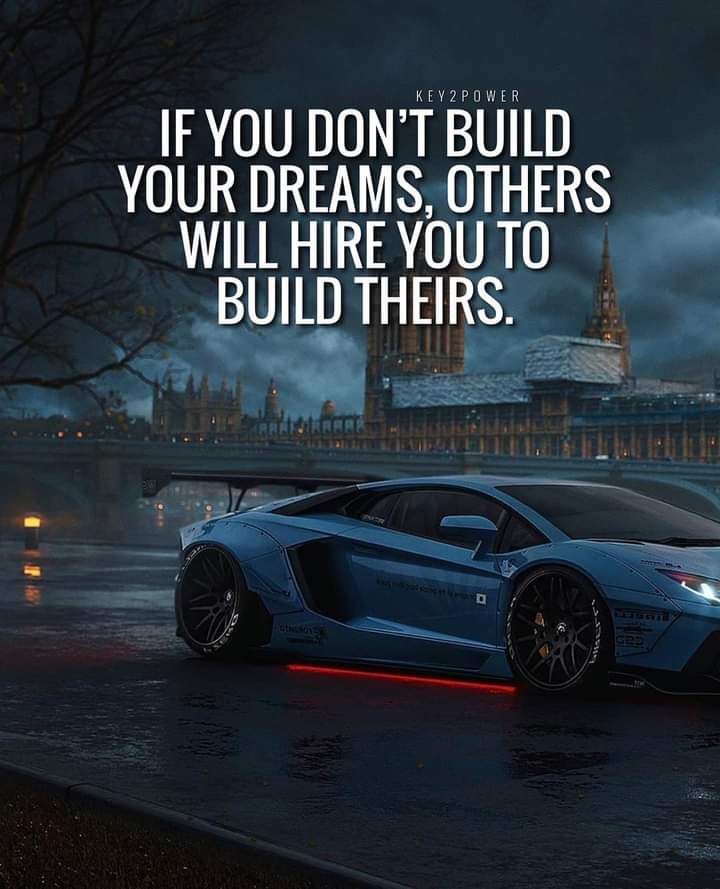 KEY2POWER
IF YOU DON'T BUILD
YOUR DREAMS, OTHERS
WILL HIRE YOU TO
BUILD THEIRS.